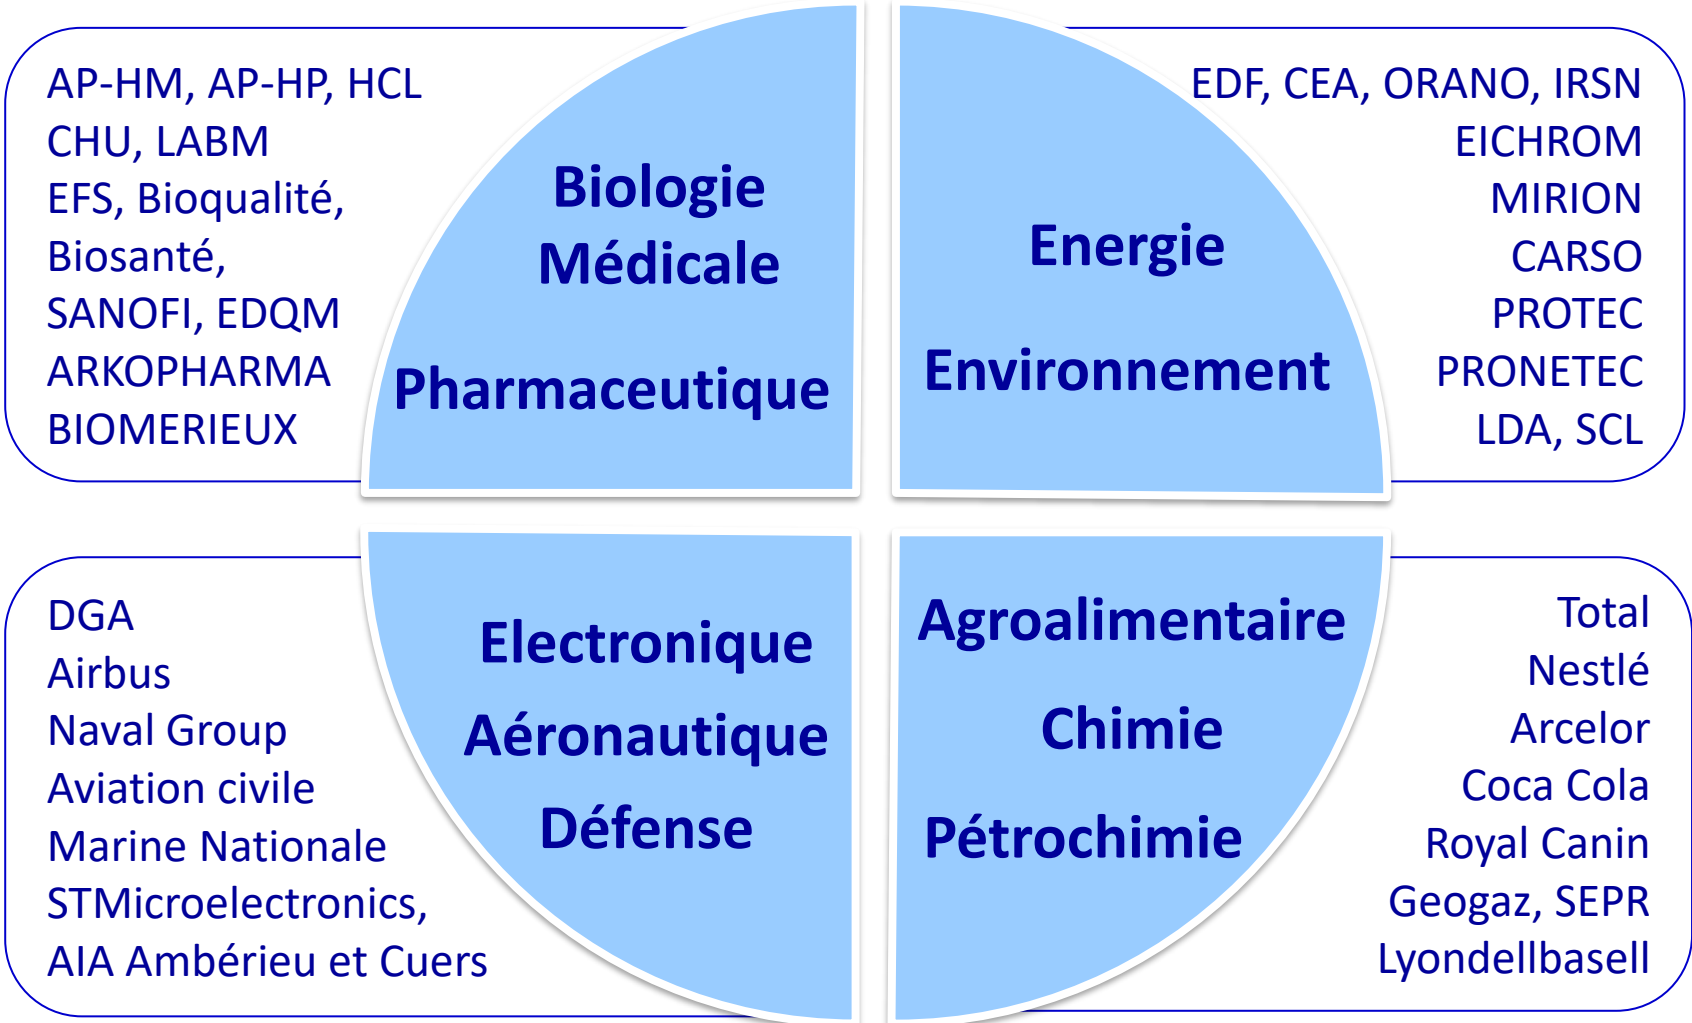 AP-HM, AP-HP, HCL
CHU, LABM
EFS, Bioqualité,
Biosanté,
SANOFI, EDQM
ARKOPHARMA
BIOMERIEUX
Biologie
Médicale
Pharmaceutique
Energie
Environnement
EDF, CEA, ORANO, IRSN
EICHROM
MIRION
CARSO
PROTEC
PRONETEC
LDA, SCL
DGA
Airbus
Naval Group
Aviation civile
Marine Nationale
STMicroelectronics,
AIA Ambérieu et Cuers
Electronique
Aéronautique
Défense
Agroalimentaire
Chimie
Pétrochimie
Total
Nestlé
Arcelor
Coca Cola
Royal Canin
Geogaz, SEPR
Lyondellbasell